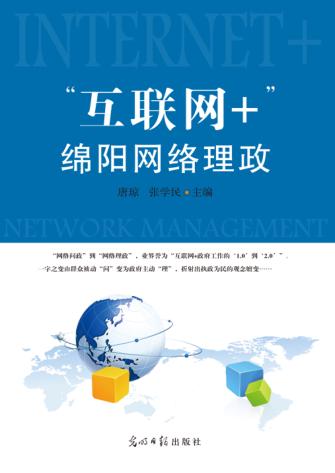 INTERNET+
“互联网+”
绵阳网络理政
唐琼 张学民 主编
NETWORK MANAGEMENT
“网络问政”到“网络理政”，业界誉为“互联网+政府工作的‘1.0’到‘2.0’”。
一字之变由群众被动“问”变为政府主动“理”，折射出执政为民的观念嬗变……
光明日报出版社